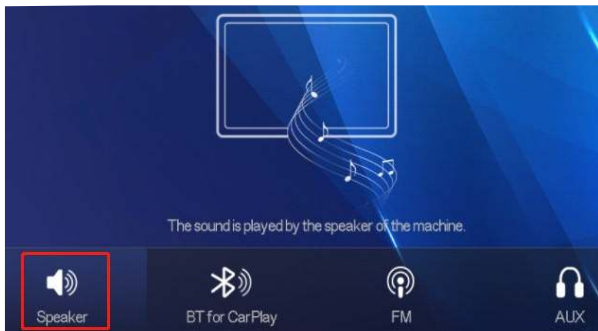 The sound is played by the speaker of the machine.
Speaker
BT for CarPlay
FM
AUX